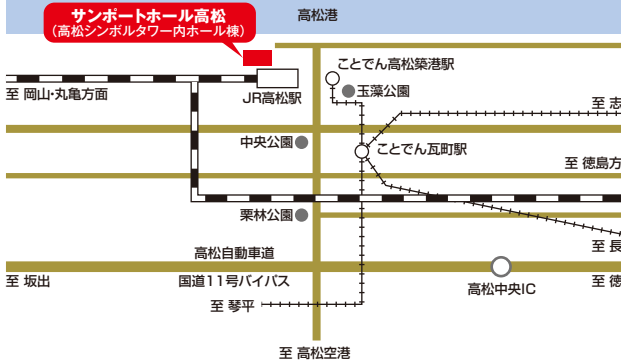 高松港
サンポートホール高松
(高松シンボルタワー内ホール棟)
ことでん高松築港駅
至 岡山・丸亀方面
JR高松駅
玉藻公園
至 志
中央公園
ことでん瓦町駅
至 徳島方
栗林公園
至 長
高松自動車道
至 坂出
国道11号バイパス
高松中央IC
至 徳
至 琴平
至 高松空港